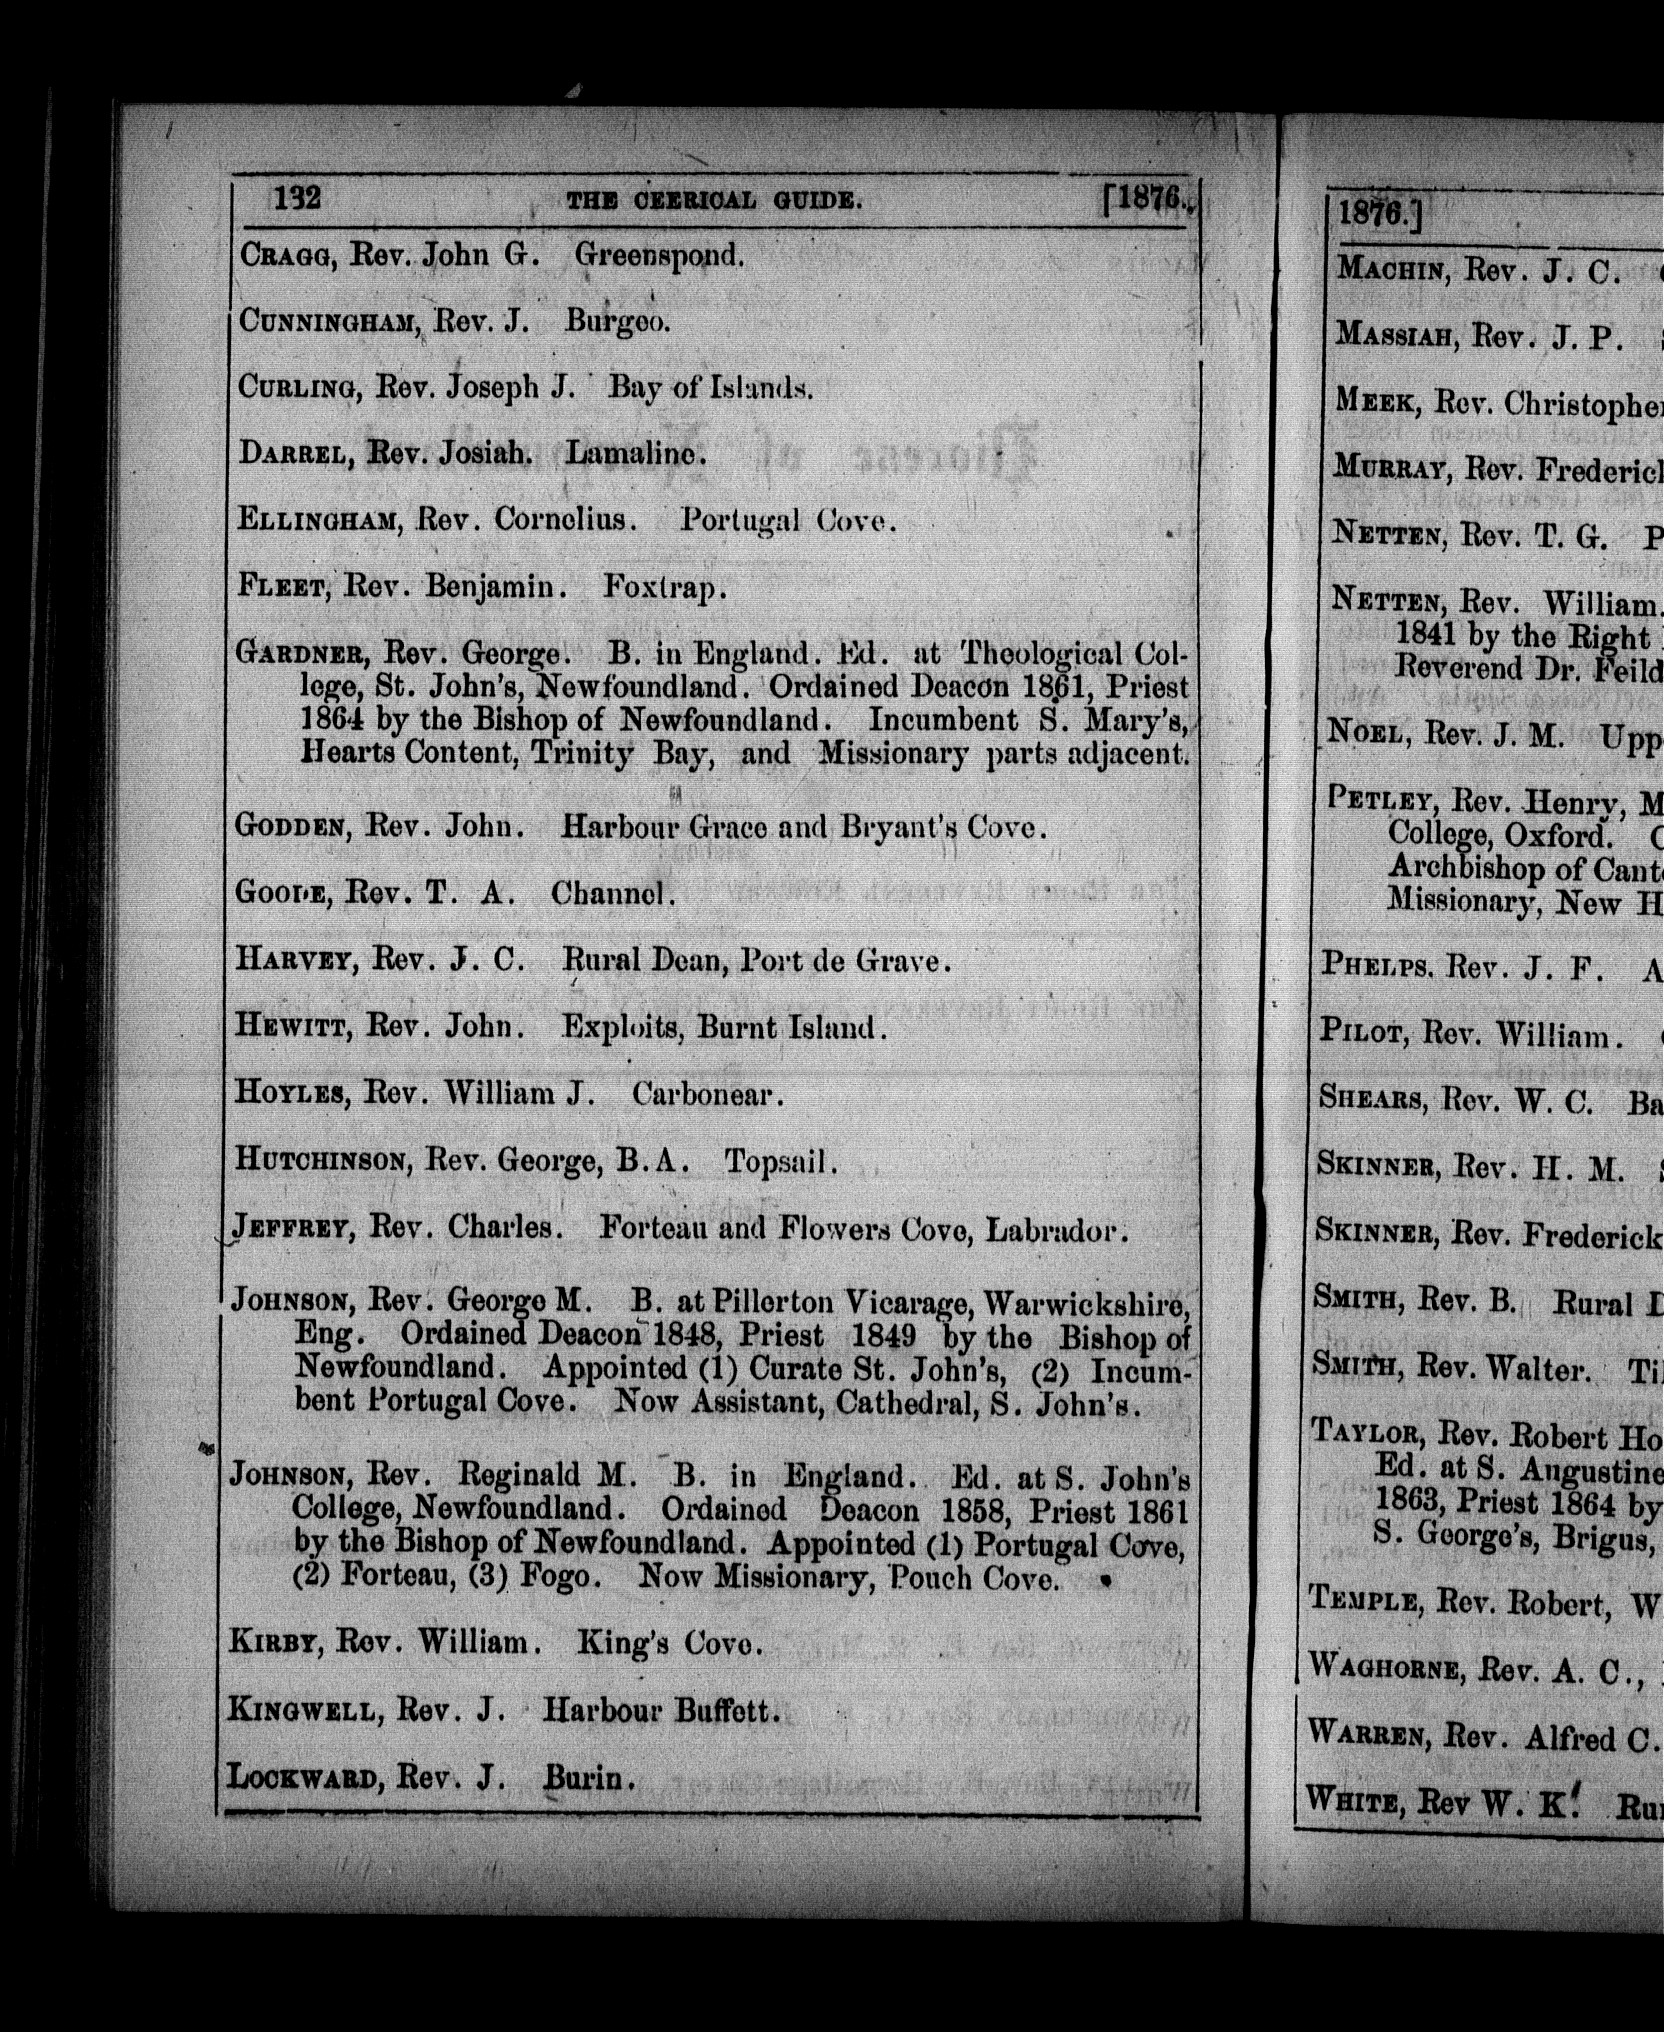 132 THE CLERICAL GUIDE. [1876.
CRAGG, Rev. John G. Greenspond.
CUNNINGHAM, Rev. J. Burgeo.
CURLING, Rev. Joseph J. Bay of Islands.
DARREL, Rev. Josiah. Lamaline.
ELLINGHAM, Rev. Cornelius. Portugal Cove.
FLEET, Rev. Benjamin. Foxtrap.
GARDNER, Rev. George. B. in England. Ed. at Theological Col-
lege, St. John's, Newfoundland. Ordained Deacon 1861, Priest
1864 by the Bishop of Newfoundland. Incumbent S. Mary's,
Hearts Content, Trinity Bay, and Missionary parts adjacent.
GODDEN, Rev. John. Harbour Grace and Bryant's Cove.
GOODE, Rev. T. A. Channel.
HARVEY, Rev. J. C. Rural Dean, Port de Grave.
HEWITT, Rev. John. Exploits, Burnt Island.
HOYLES, Rev. William J. Carbonear.
HUTCHINSON, Rev. George, B.A. Topsail.
JEFFREY, Rev. Charles. Forteau and Flowers Cove, Labrador.
JOHNSON, Rev. George M. B. at Pillerton Vicarage, Warwickshire,
Eng. Ordained Deacon 1848, Priest 1849 by the Bishop of
Newfoundland. Appointed (1) Curate St. John's, (2) Incum-
bent Portugal Cove. Now Assistant, Cathedral, S. John's.
JOHNSON, Rev. Reginald M. B. in England. Ed. at S. John's
College, Newfoundland. Ordained Deacon 1858, Priest 1861
by the Bishop of Newfoundland. Appointed (1) Portugal Cove,
(2) Forteau, (3) Fogo. Now Missionary, Pouch Cove.
KIRBY, Rev. William. King's Cove.
KINGWELL, Rev. J. Harbour Buffett.
LOCKWARD, Rev. J. Burin.
1876.]
MACHIN, Rev. J. C.
MASSIAH, Rev. J. P.
MEEK, Rev. Christopher
MURRAY, Rev. Frederick
NETTEN, Rev. T. G. P
NETTEN, Rev. William.
1841 by the Right
Reverend Dr. Feild
NOEL, Rev. J. M. Upp
PETLEY, Rev. Henry, M
College, Oxford.
Archbishop of Cant
Missionary, New H
PHELPS. Rev. J. F. A
PILOT, Rev. William.
SHEARS, Rev. W. C. Ba
SKINNER, Rev. H. M.
SKINNER, Rev. Frederick
SMITH, Rev. B. Rural D
SMITH, Rev. Walter. Til
TAYLOR, Rev. Robert Ho
Ed. at S. Augustine
1863, Priest 1864 by
S. George's, Brigus,
TEMPLE, Rev. Robert, W
WAGHORNE, Rev. A. C.,
WARREN, Rev. Alfred C.
WHITE, Rev W. K. Rur